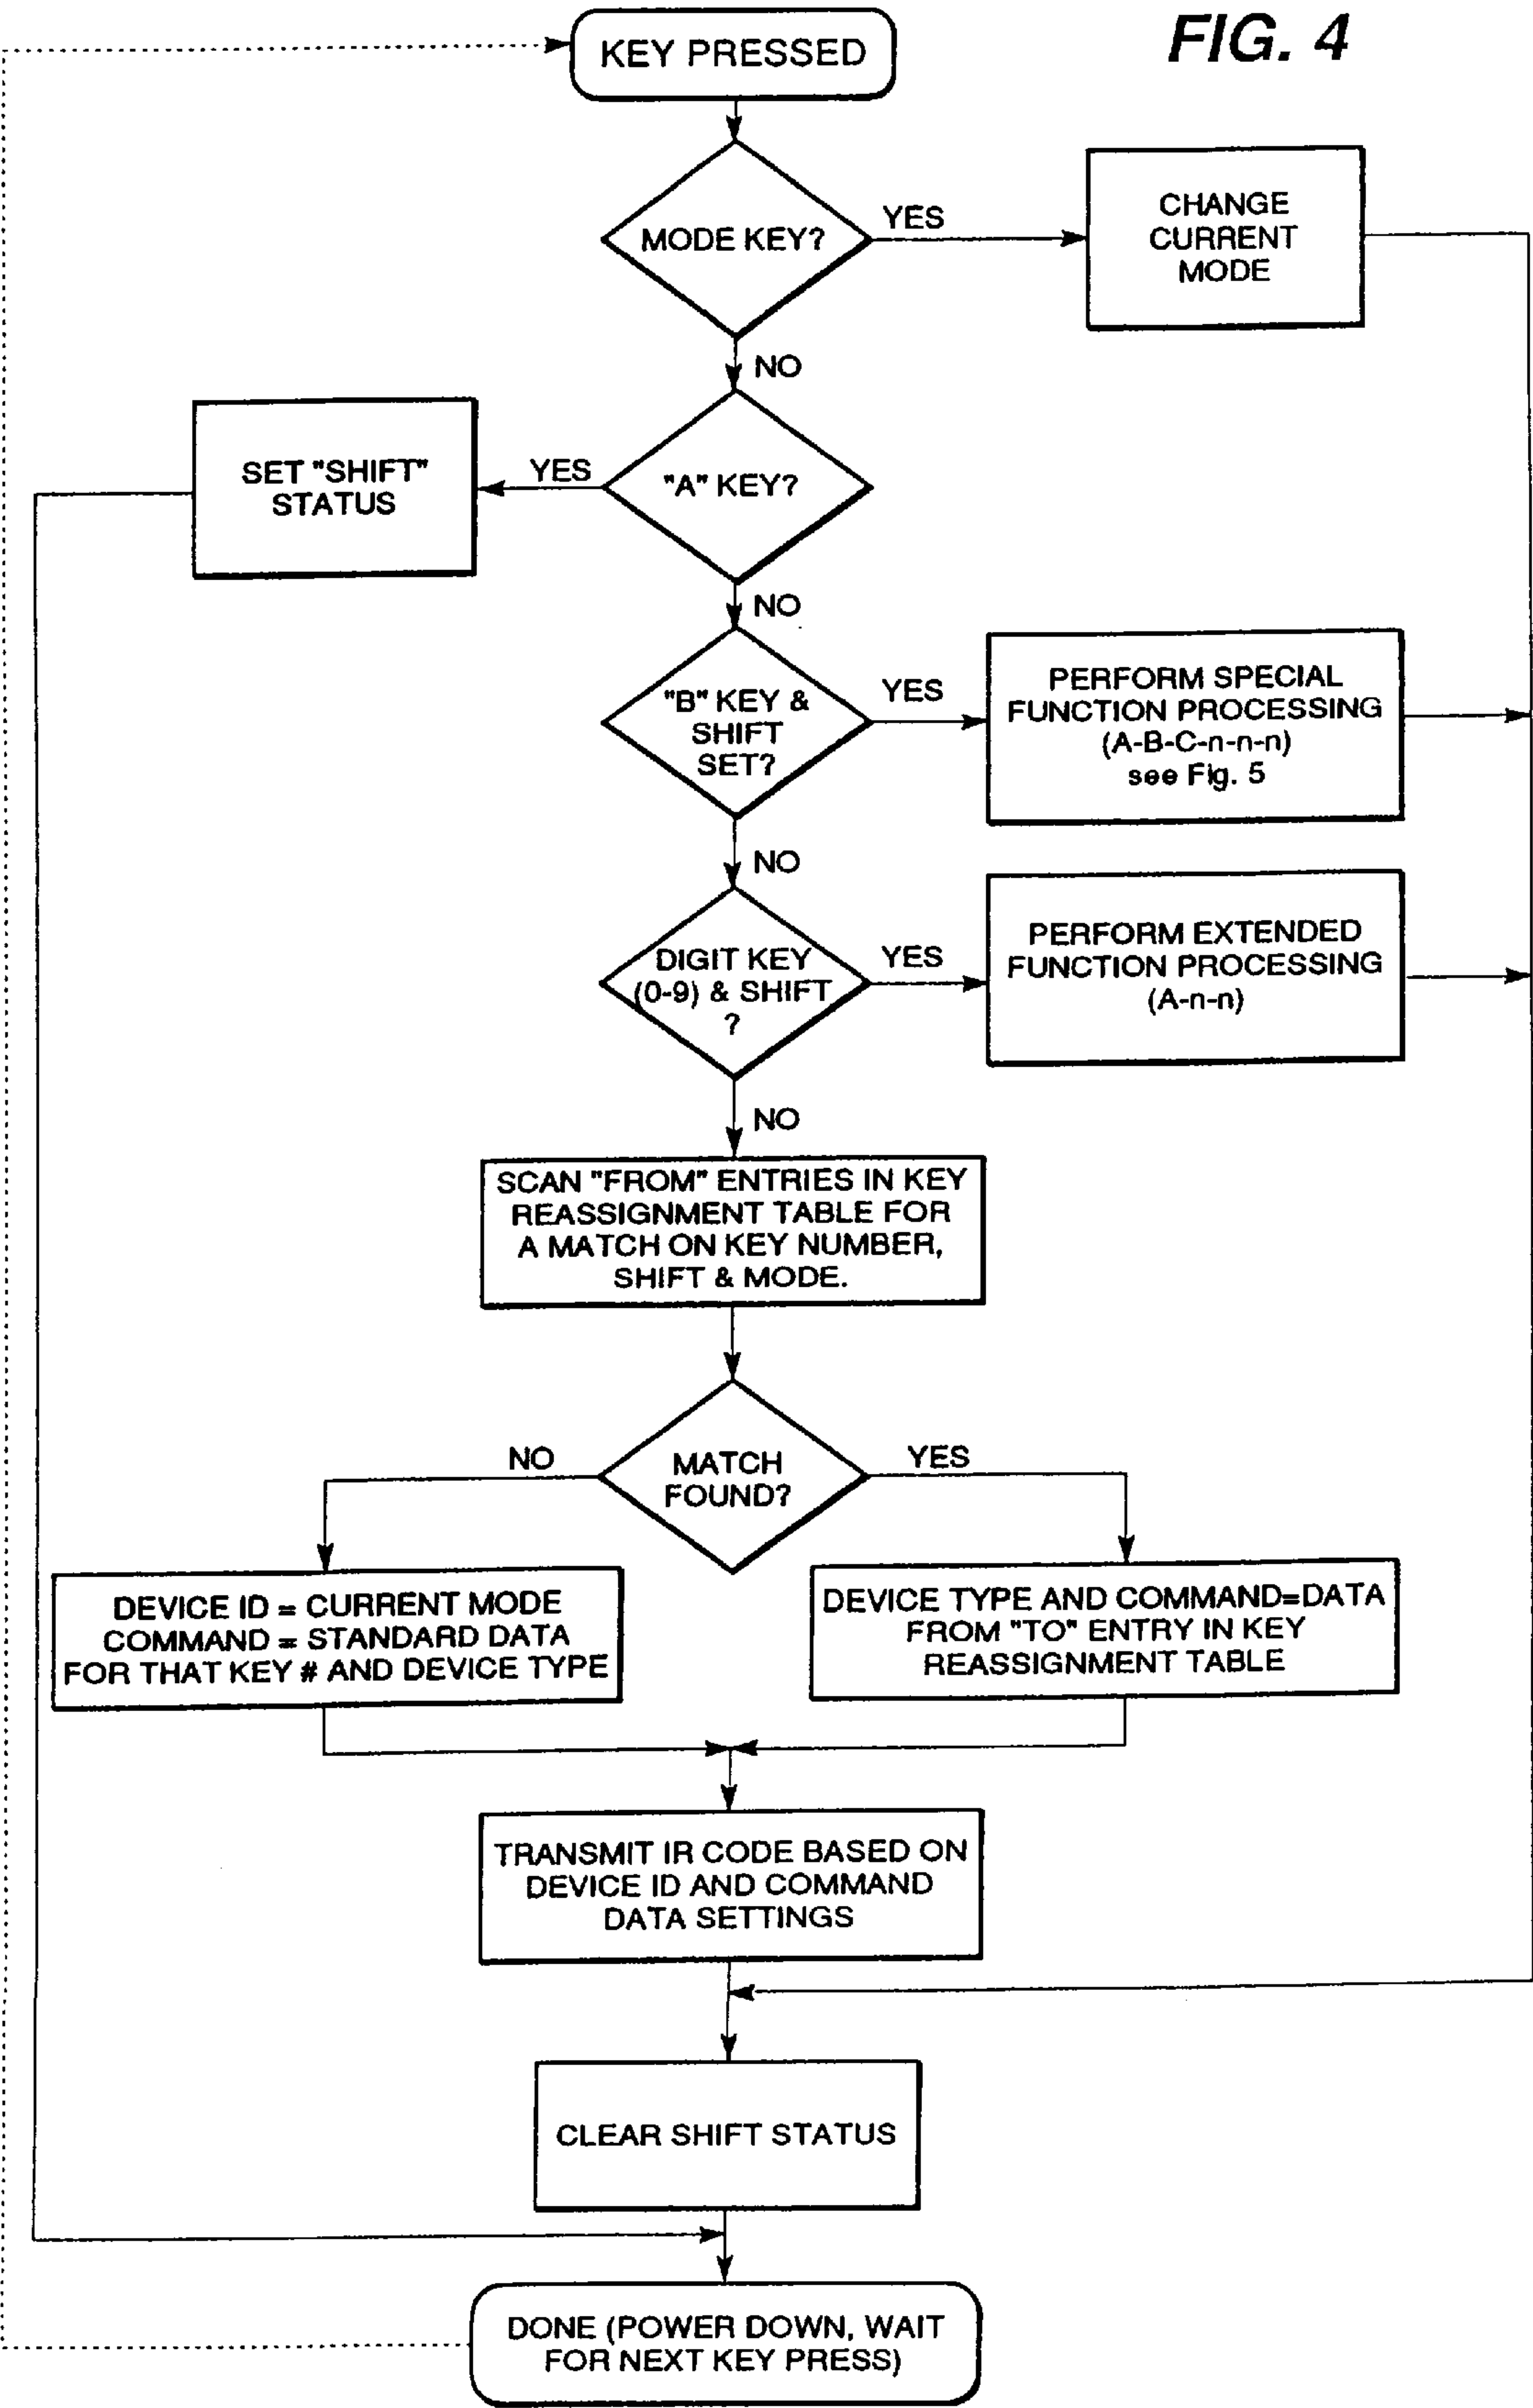 FIG. 4
KEY PRESSED
MODE KEY?
YES
CHANGE
CURRENT
MODE
NO
"A" KEY?
YES
SET "SHIFT"
STATUS
NO
"B" KEY &
SHIFT
SET?
YES
PERFORM SPECIAL
FUNCTION PROCESSING
(A-B-C-n-n-n)
see Fig. 5
NO
DIGIT KEY
(0-9) & SHIFT
?
YES
PERFORM EXTENDED
FUNCTION PROCESSING
(A-n-n)
NO
SCAN "FROM" ENTRIES IN KEY
REASSIGNMENT TABLE FOR
A MATCH ON KEY NUMBER,
SHIFT & MODE.
MATCH
FOUND?
NO
YES
DEVICE ID = CURRENT MODE
COMMAND = STANDARD DATA
FOR THAT KEY # AND DEVICE TYPE
DEVICE TYPE AND COMMAND=DATA
FROM "TO" ENTRY IN KEY
REASSIGNMENT TABLE
TRANSMIT IR CODE BASED ON
DEVICE ID AND COMMAND
DATA SETTINGS
CLEAR SHIFT STATUS
DONE (POWER DOWN, WAIT
FOR NEXT KEY PRESS)